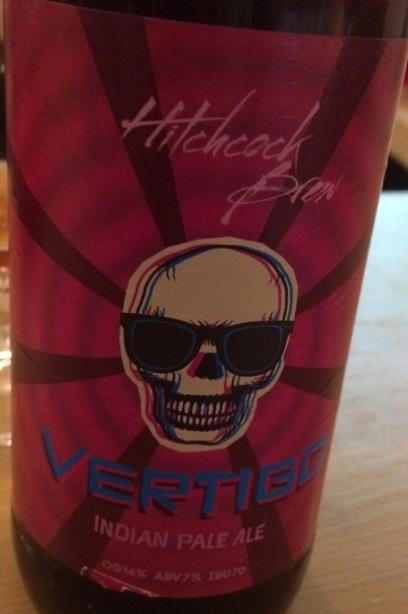 Hitchcock
Brew
VERTIGO
INDIAN PALE ALE
OG16% ABV7% IBU70